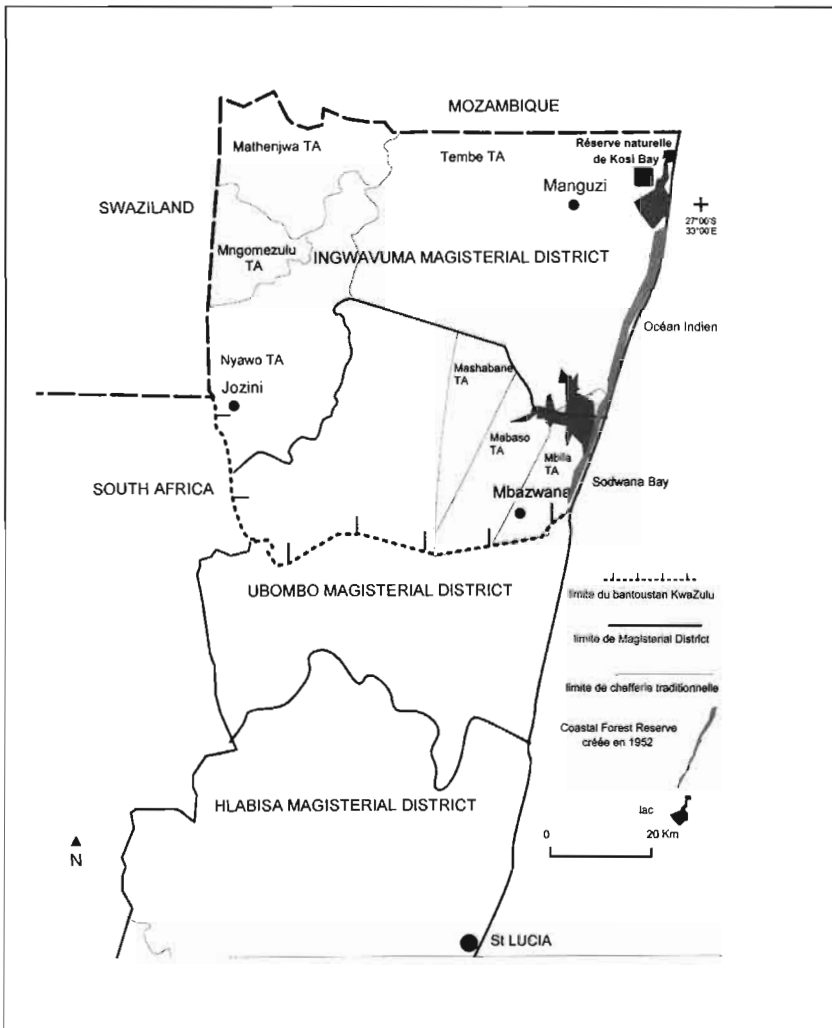 MOZAMBIQUE
Mathenjwa TA
Tembe TA
Réserve naturelle
de Kosi Bay
Manguzi
SWAZILAND
27°00'S
33°00'E
Mngomezulu
TA
INGWAVUMA MAGISTERIAL DISTRICT
Océan Indien
Nyawo TA
Jozini
Mashabane
TA
Mabaso
TA
Mbila
TA
SOUTH AFRICA
Mbazwana
Sodwana Bay
UBOMBO MAGISTERIAL DISTRICT
limite du bantoustan KwaZulu
limite de Magisterial District
limite de chefferie traditionnelle
Coastal Forest Reserve
créée en 1952
HLABISA MAGISTERIAL DISTRICT
lac
0 20 Km
N
St LUCIA